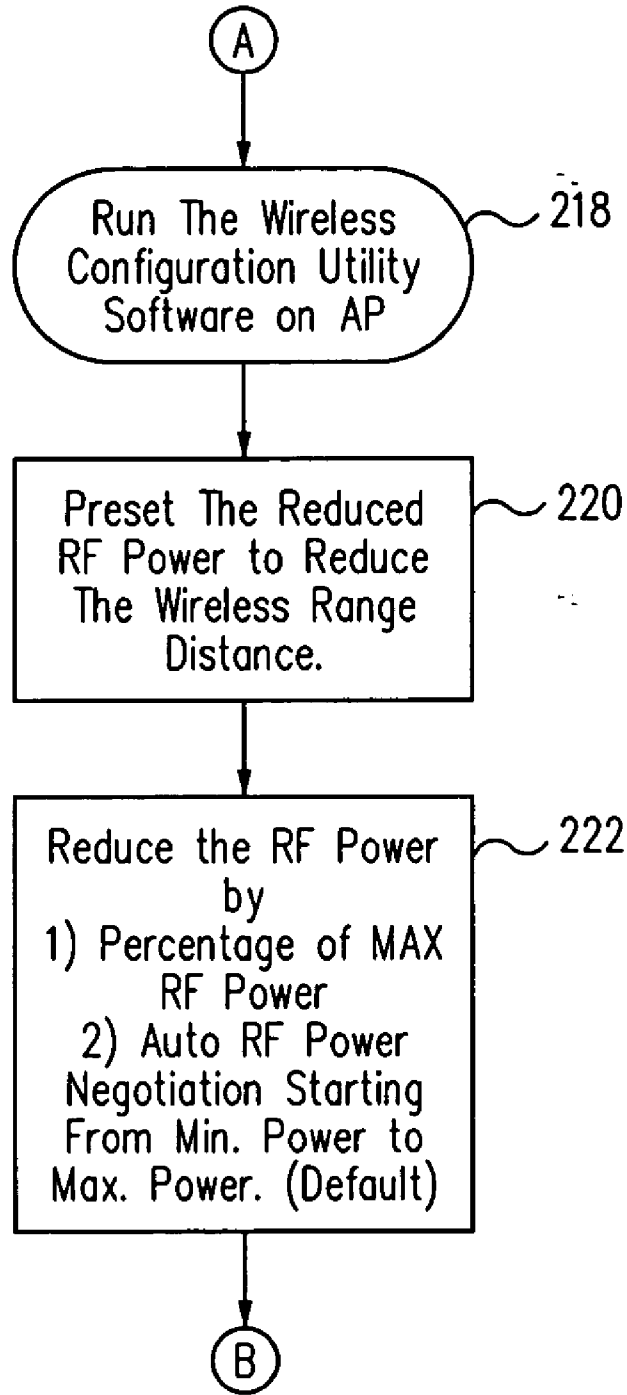 A
Run The Wireless
Configuration Utility
Software on AP
218
Preset The Reduced
RF Power to Reduce
The Wireless Range
Distance.
220
Reduce the RF Power
by
1) Percentage of MAX
RF Power
2) Auto RF Power
Negotiation Starting
From Min. Power to
Max. Power. (Default)
222
B